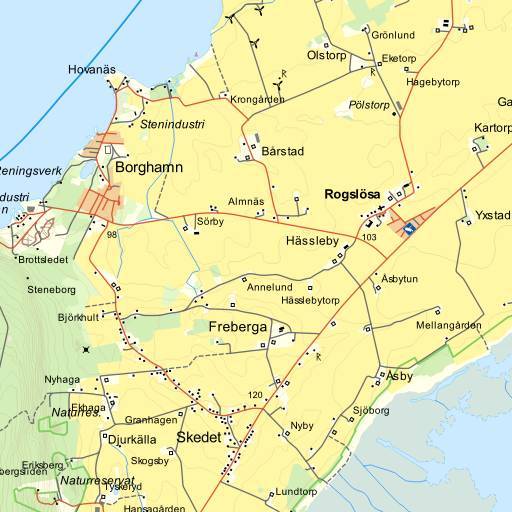 Grönlund
Olstorp
Eketorp
Hovanäs
Hagebytorp
Krongården
Pölstorp
Ga
Stenindustri
Kartorp
Bårstad
Borghamn
teningsverk
Rogslösa
Almnäs
dustri
Sörby
Yxstad
98
Hässleby
103
Brottsledet
Steneborg
Annelund
Åsbytun
Hässlebytorp
Björkhult
Freberga
Mellangården
Nyhaga
Åsby
Ekhaga
120
Naturres.
Granhagen
Sjöborg
Djurkälla
Skedet
Nyby
Skogsby
Eriksberg
bergsliden
Naturreservat
Tyskeryd
Lundtorp
Hansagården